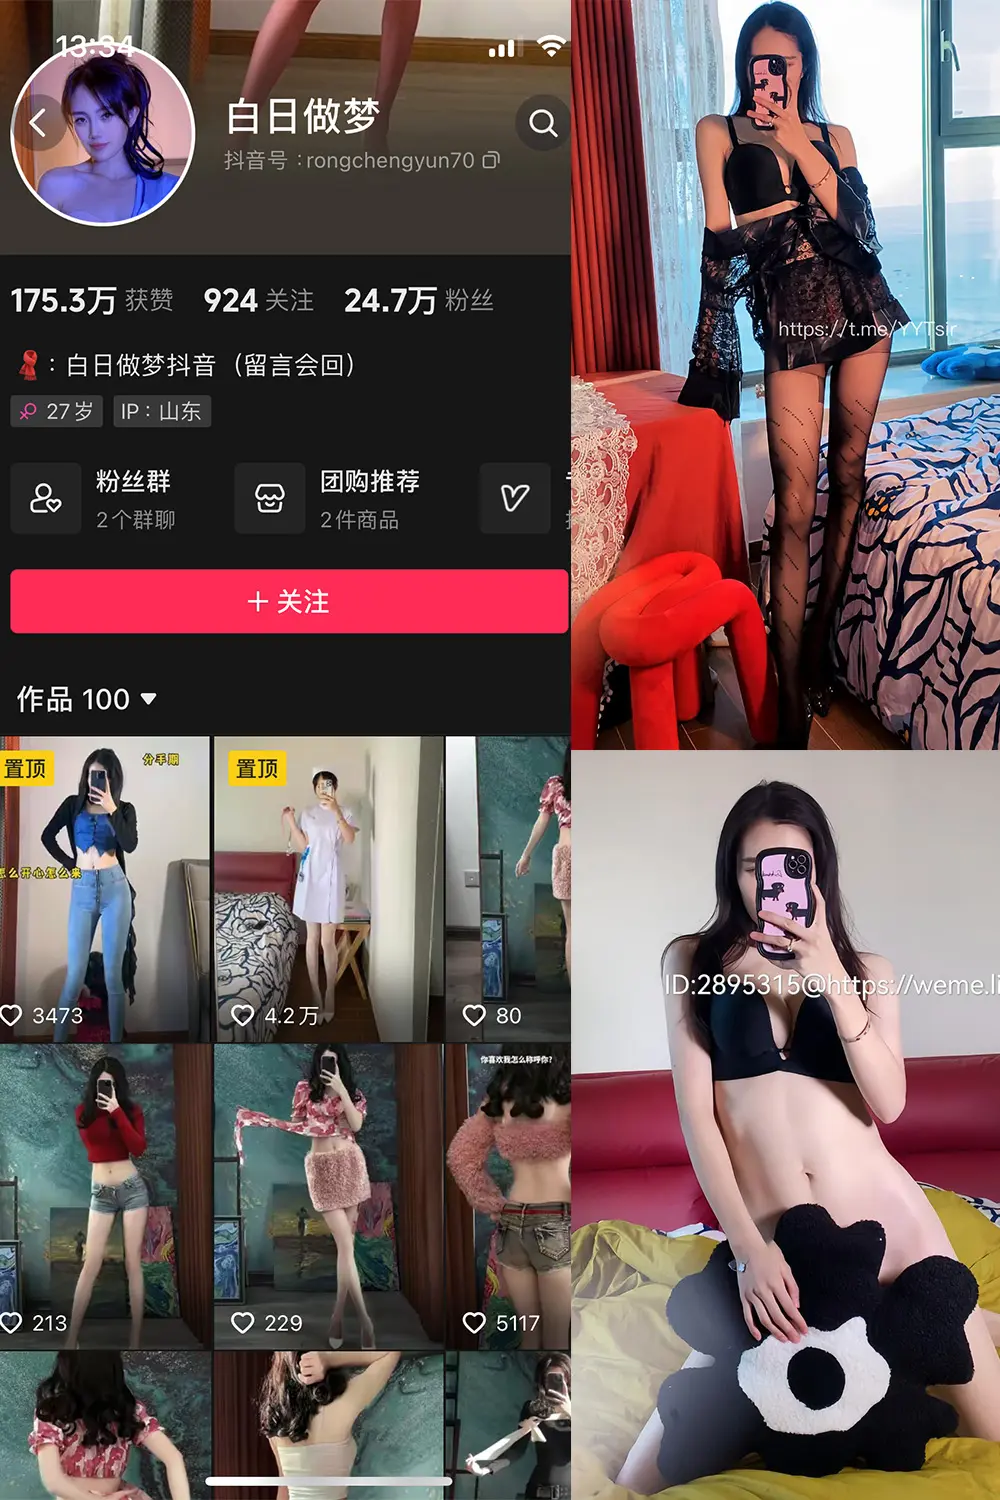 13:34
白日做梦
抖音号：rongchengyun70
175.3万 获赞 924 关注 24.7万 粉丝
：白日做梦抖音（留言会回）
27岁 IP：山东
粉丝群
2个群聊
团购推荐
2件商品
＋ 关注
作品 100
置顶
分手期
怎么开心怎么来
3473
置顶
4.2万
80
213
229
你喜欢我怎么称呼你?
5117
https://t.me/YYTsir
ID:2895315@https://weme.li